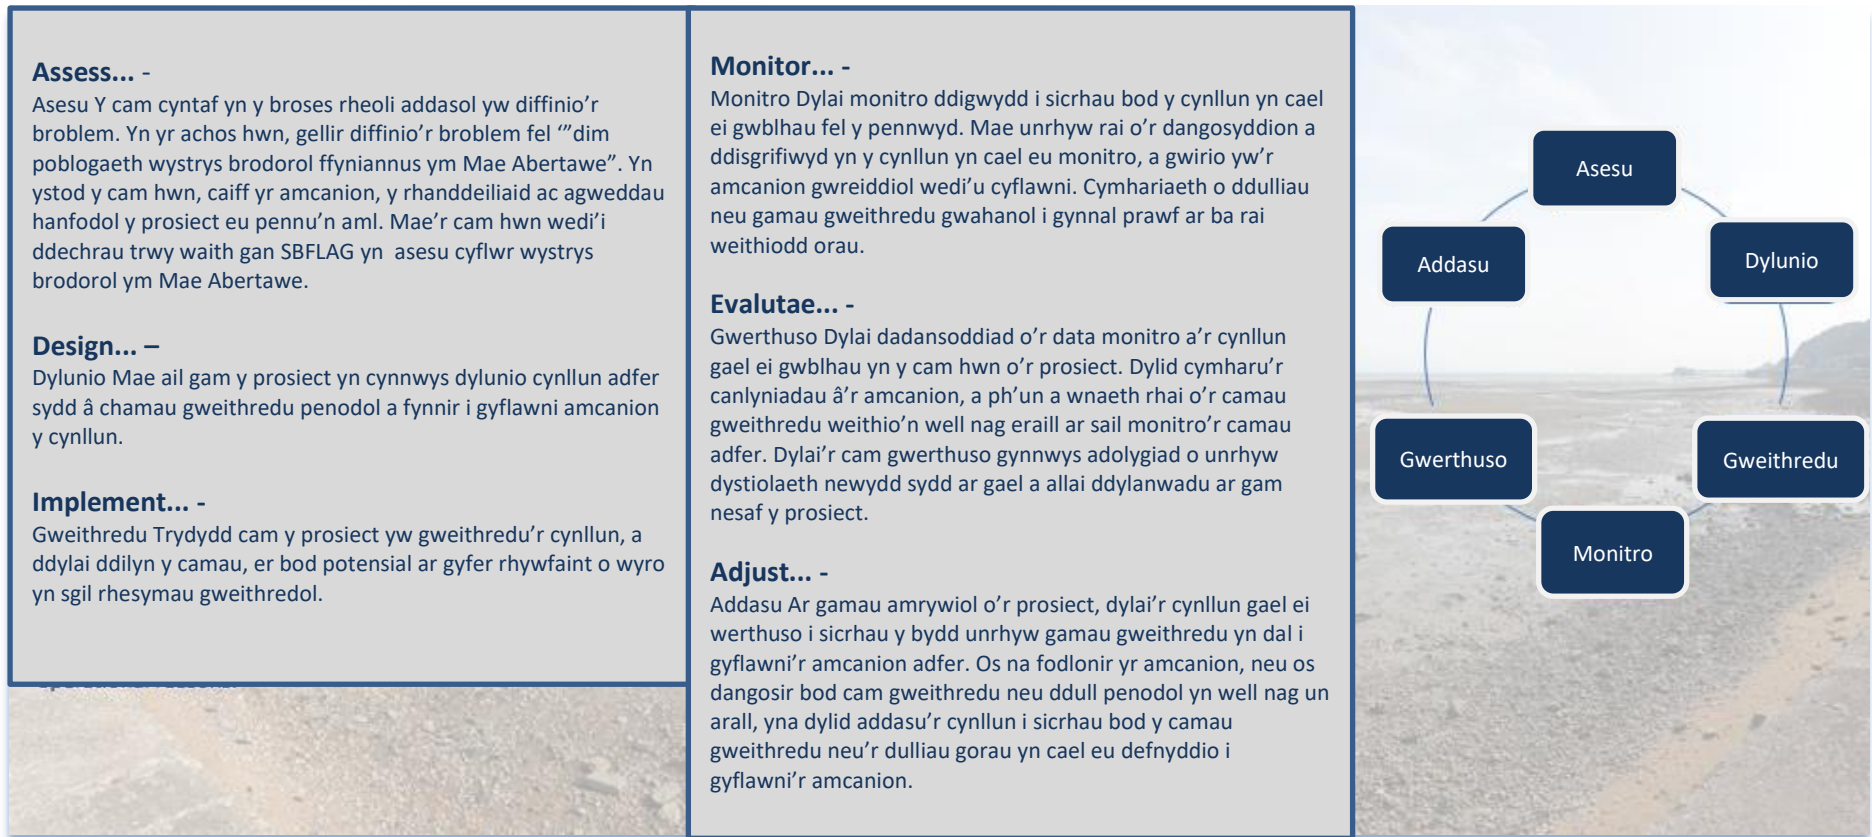 Assess... -
Asesu Y cam cyntaf yn y broses rheoli addasol yw diffinio’r
broblem. Yn yr achos hwn, gellir diffinio’r broblem fel ‘”dim
poblogaeth wystrys brodorol ffyniannus ym Mae Abertawe”. Yn
ystod y cam hwn, caiff yr amcanion, y rhanddeiliaid ac agweddau
hanfodol y prosiect eu pennu’n aml. Mae’r cam hwn wedi’i
ddechrau trwy waith gan SBFLAG yn asesu cyflwr wystrys
brodorol ym Mae Abertawe.
Design... –
Dylunio Mae ail gam y prosiect yn cynnwys dylunio cynllun adfer
sydd â chamau gweithredu penodol a fynnir i gyflawni amcanion
y cynllun.
Implement... -
Gweithredu Trydydd cam y prosiect yw gweithredu’r cynllun, a
ddylai ddilyn y camau, er bod potensial ar gyfer rhywfaint o wyro
yn sgil rhesymau gweithredol.
Monitor... -
Monitro Dylai monitro ddigwydd i sicrhau bod y cynllun yn cael
ei gwblhau fel y pennwyd. Mae unrhyw rai o’r dangosyddion a
ddisgrifiwyd yn y cynllun yn cael eu monitro, a gwirio yw’r
amcanion gwreiddiol wedi’u cyflawni. Cymhariaeth o ddulliau
neu gamau gweithredu gwahanol i gynnal prawf ar ba rai
weithiodd orau.
Evalutae... -
Gwerthuso Dylai dadansoddiad o’r data monitro a’r cynllun
gael ei gwblhau yn y cam hwn o’r prosiect. Dylid cymharu’r
canlyniadau â’r amcanion, a ph’un a wnaeth rhai o’r camau
gweithredu weithio’n well nag eraill ar sail monitro’r camau
adfer. Dylai’r cam gwerthuso gynnwys adolygiad o unrhyw
dystiolaeth newydd sydd ar gael a allai ddylanwadu ar gam
nesaf y prosiect.
Adjust... -
Addasu Ar gamau amrywiol o’r prosiect, dylai’r cynllun gael ei
werthuso i sicrhau y bydd unrhyw gamau gweithredu yn dal i
gyflawni’r amcanion adfer. Os na fodlonir yr amcanion, neu os
dangosir bod cam gweithredu neu ddull penodol yn well nag un
arall, yna dylid addasu’r cynllun i sicrhau bod y camau
gweithredu neu’r dulliau gorau yn cael eu defnyddio i
gyflawni’r amcanion.
Asesu
Dylunio
Gweithredu
Monitro
Gwerthuso
Addasu